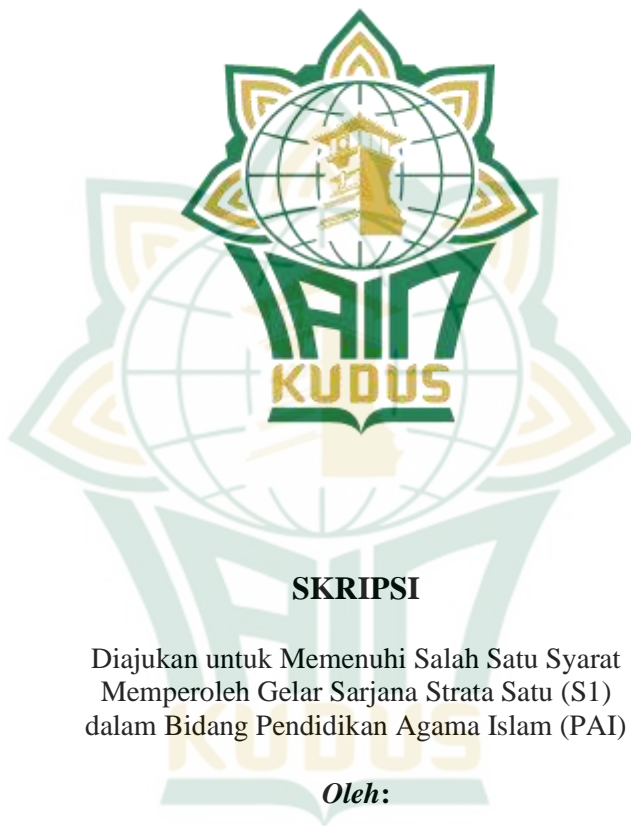 IAIN
KUDUS
SKRIPSI
Diajukan untuk Memenuhi Salah Satu Syarat
Memperoleh Gelar Sarjana Strata Satu (S1)
dalam Bidang Pendidikan Agama Islam (PAI)
Oleh: